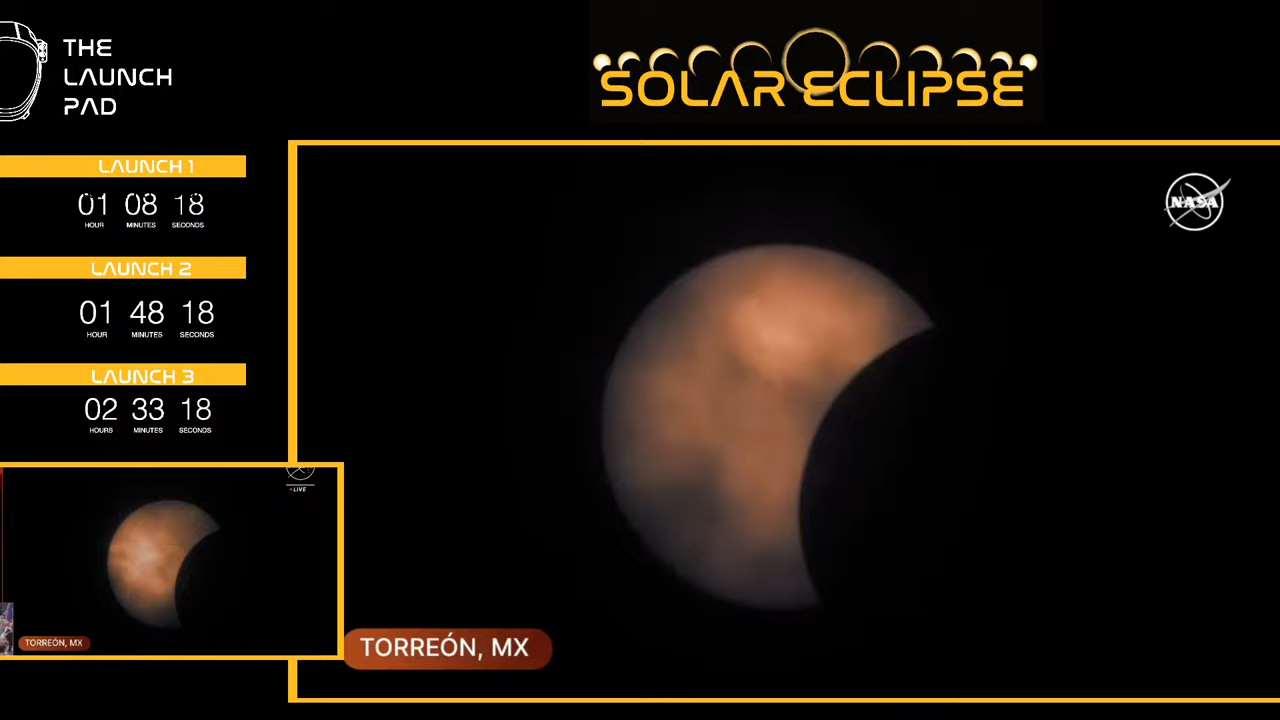 THE
LAUNCH
PAD
SOLAR ECLIPSE
NASA
LAUNCH 1
01 08 18
HOUR MINUTES SECONDS
LAUNCH 2
01 48 18
HOUR MINUTES SECONDS
LAUNCH 3
02 33 18
HOURS MINUTES SECONDS
LIVE
TORREÓN, MX
TORREÓN, MX